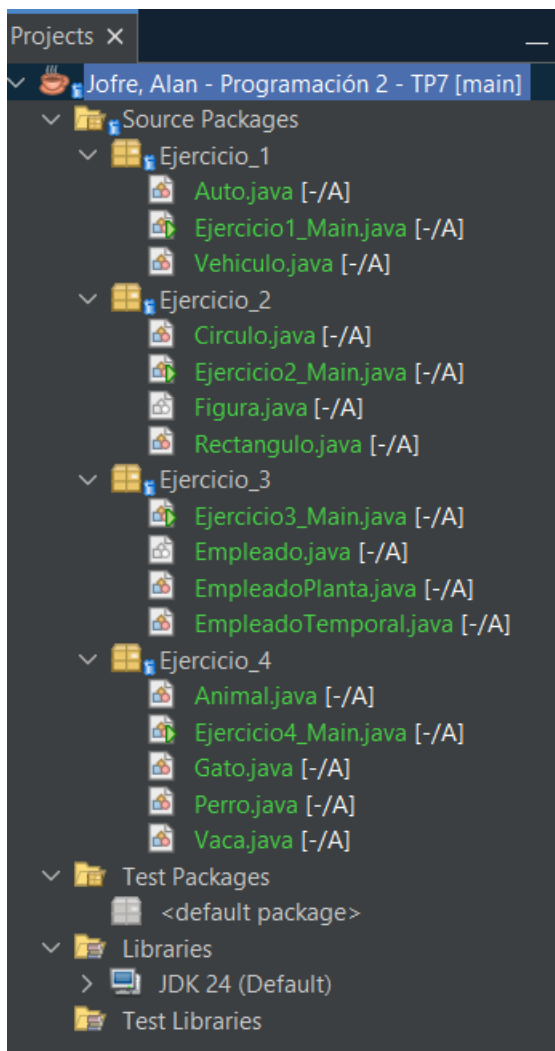 Projects ×
Jofre, Alan - Programación 2 - TP7 [main]
Source Packages
Ejercicio_1
Auto.java [-/A]
Ejercicio1_Main.java [-/A]
Vehiculo.java [-/A]
Ejercicio_2
Circulo.java [-/A]
Ejercicio2_Main.java [-/A]
Figura.java [-/A]
Rectangulo.java [-/A]
Ejercicio_3
Ejercicio3_Main.java [-/A]
Empleado.java [-/A]
EmpleadoPlanta.java [-/A]
EmpleadoTemporal.java [-/A]
Ejercicio_4
Animal.java [-/A]
Ejercicio4_Main.java [-/A]
Gato.java [-/A]
Perro.java [-/A]
Vaca.java [-/A]
Test Packages
<default package>
Libraries
JDK 24 (Default)
Test Libraries